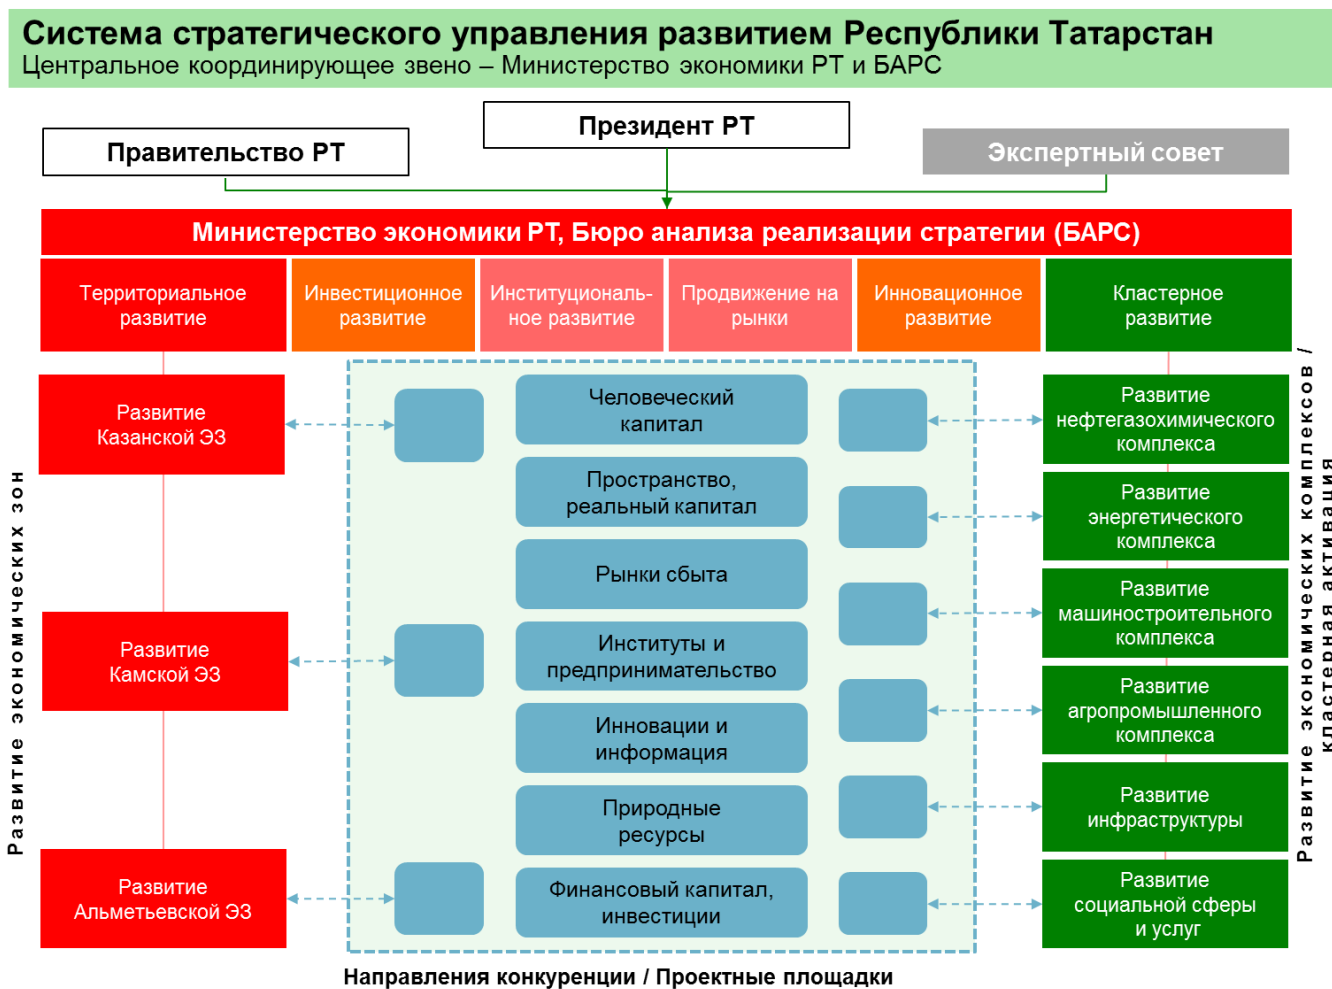 Система стратегического управления развитием Республики Татарстан
Центральное координирующее звено – Министерство экономики РТ и БАРС
Президент РТ
Правительство РТ
Экспертный совет
Министерство экономики РТ, Бюро анализа реализации стратегии (БАРС)
Территориальное
развитие
Инвестиционное
развитие
Институциональ-
ное развитие
Продвижение на
рынки
Инновационное
развитие
Кластерное
развитие
Развитие экономических зон
Развитие
Казанской ЭЗ
Развитие
Камской ЭЗ
Развитие
Альметьевской ЭЗ
Человеческий
капитал
Пространство,
реальный капитал
Рынки сбыта
Институты и
предпринимательство
Инновации и
информация
Природные
ресурсы
Финансовый капитал,
инвестиции
Развитие
нефтегазохимического
комплекса
Развитие
энергетического
комплекса
Развитие
машиностроительного
комплекса
Развитие
агропромышленного
комплекса
Развитие
инфраструктуры
Развитие
социальной сферы
и услуг
Развитие экономических комплексов /
кластерная активация
Направления конкуренции / Проектные площадки